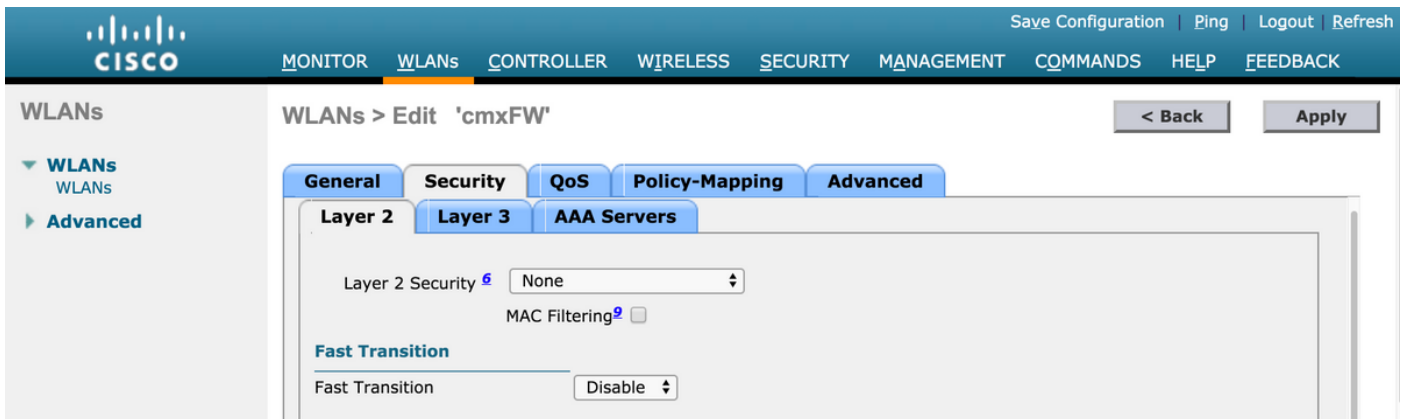 Save Configuration | Ping | Logout | Refresh
CISCO
MONITOR WLANs CONTROLLER WIRELESS SECURITY MANAGEMENT COMMANDS HELP FEEDBACK
WLANs
WLANs > Edit 'cmxFW'
< Back
Apply
WLANs
WLANs
Advanced
General Security QoS Policy-Mapping Advanced
Layer 2 Layer 3 AAA Servers
Layer 2 Security 6 None
MAC Filtering 9
Fast Transition
Fast Transition Disable